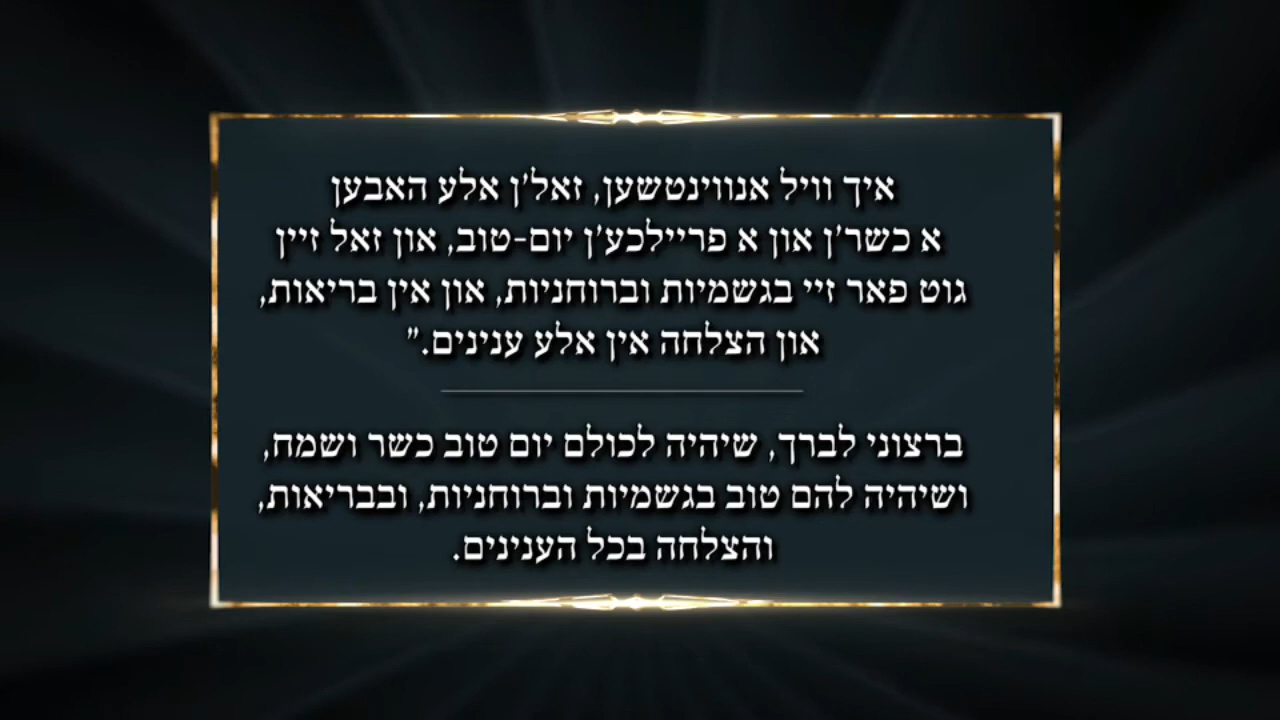 איך וויל אנווינטשען, זאל'ן אלע האבען
א כשר'ן און א פריילכע'ן יום-טוב, און זאל זיין
גוט פאר זיי בגשמיות וברוחניות, און אין בריאות,
און הצלחה אין אלע ענינים."
ברצוני לברך, שיהיה לכולם יום טוב כשר ושמח,
ושיהיה להם טוב בגשמיות וברוחניות, ובבריאות,
והצלחה בכל הענינים.